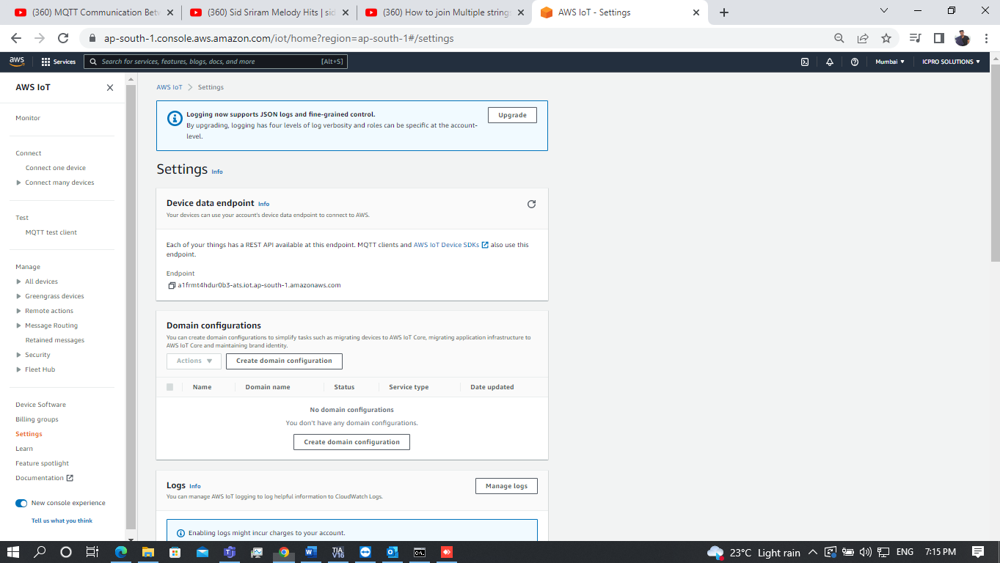 (360) MQTT Communication Betw
(360) Sid Sriram Melody Hits | sid
(360) How to join Multiple strings
AWS IoT - Settings
ap-south-1.console.aws.amazon.com/iot/home?region=ap-south-1#/settings
aws
Services
Search for services, features, blogs, docs, and more
[Alt+S]
Mumbai
ICPRO SOLUTIONS
AWS IoT
Monitor
Connect
Connect one device
Connect many devices
Test
MQTT test client
Manage
All devices
Greengrass devices
Remote actions
Message Routing
Retained messages
Security
Fleet Hub
Device Software
Billing groups
Settings
Learn
Feature spotlight
Documentation
New console experience
Tell us what you think
AWS IoT > Settings
Logging now supports JSON logs and fine-grained control.
By upgrading, logging has four levels of log verbosity and roles can be specific at the account-
level.
Upgrade
Settings Info
Device data endpoint Info
Your devices can use your account's device data endpoint to connect to AWS.
Each of your things has a REST API available at this endpoint. MQTT clients and AWS IoT Device SDKs also use this
endpoint.
Endpoint
a1frmt4hdur0b3-ats.iot.ap-south-1.amazonaws.com
Domain configurations
You can create domain configurations to simplify tasks such as migrating devices to AWS IoT Core, migrating application infrastructure to
AWS IoT Core and maintaining brand identity.
Actions
Create domain configuration
Name
Domain name
Status
Service type
Date updated
No domain configurations
You don't have any domain configurations.
Create domain configuration
Logs Info
You can manage AWS IoT logging to log helpful information to CloudWatch Logs.
Manage logs
Enabling logs might incur charges to your account.
TIA
V16
C:\.
23°C Light rain
ENG
7:15 PM